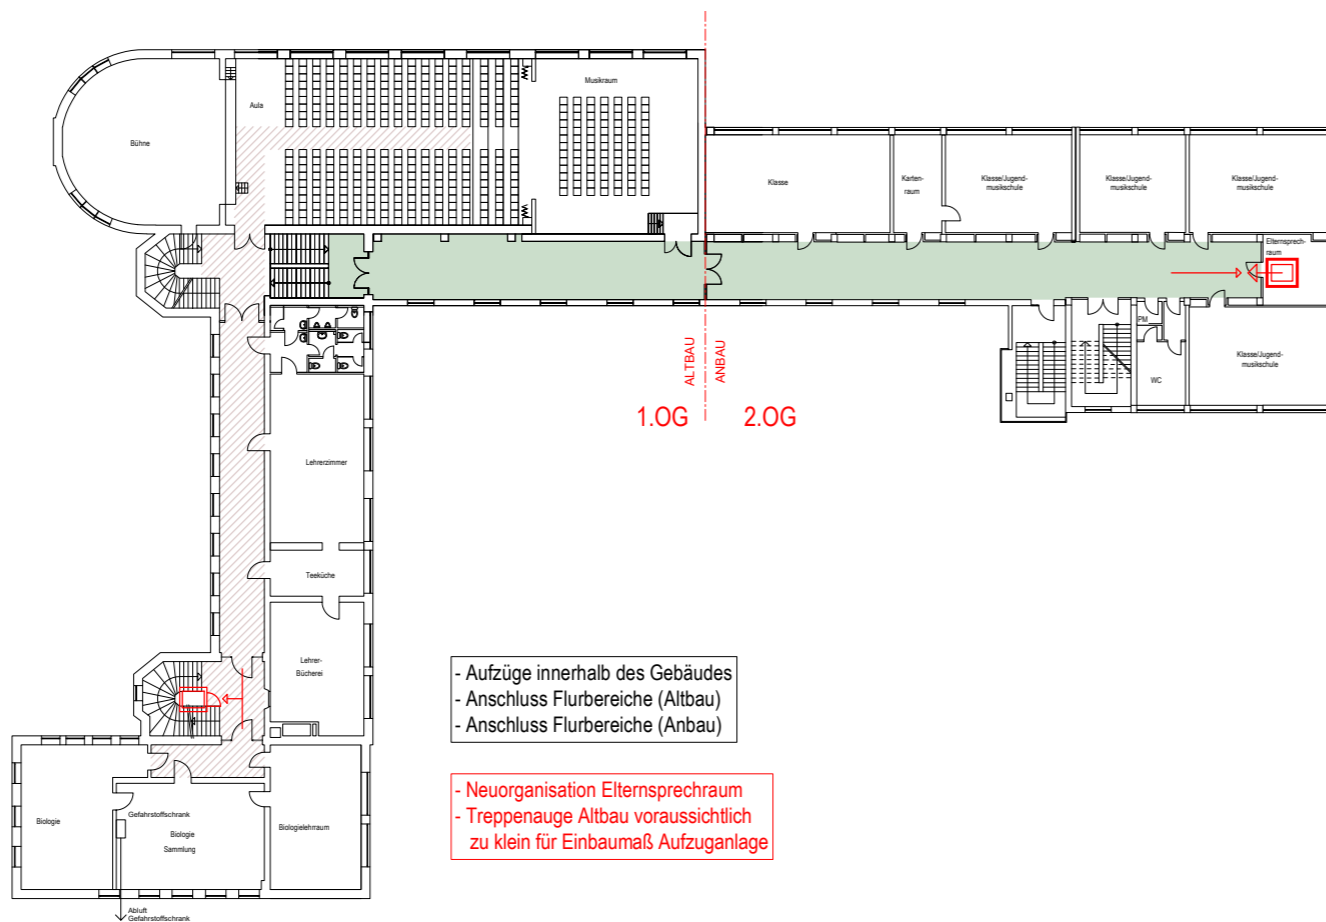 Musikraum
Aula
Bühne
Klasse
Karten-
raum
Klasse/Jugend-
musikschule
Klasse/Jugend-
musikschule
Klasse/Jugend-
musikschule
Elternsprech-
raum
PM
WC
Klasse/Jugend-
musikschule
ALTBAU
ANBAU
1.OG
2.OG
Lehrerzimmer
Teeküche
Lehrer-
Bücherei
- Aufzüge innerhalb des Gebäudes
- Anschluss Flurbereiche (Altbau)
- Anschluss Flurbereiche (Anbau)
- Neuorganisation Elternsprechraum
- Treppenauge Altbau voraussichtlich
zu klein für Einbaumaß Aufzuganlage
Biologie
Gefahrstoffschrank
Biologie
Sammlung
Biologielehrraum
Abluft
Gefahrstoffschrank